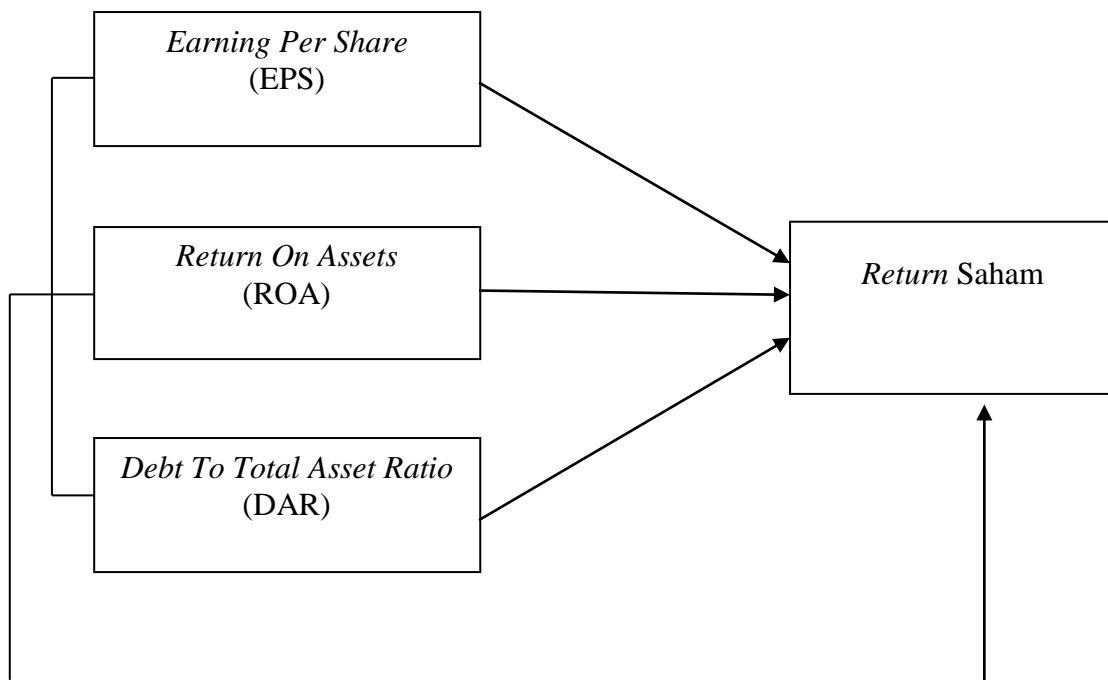 Earning Per Share
(EPS)
Return On Assets
(ROA)
Return Saham
Debt To Total Asset Ratio
(DAR)